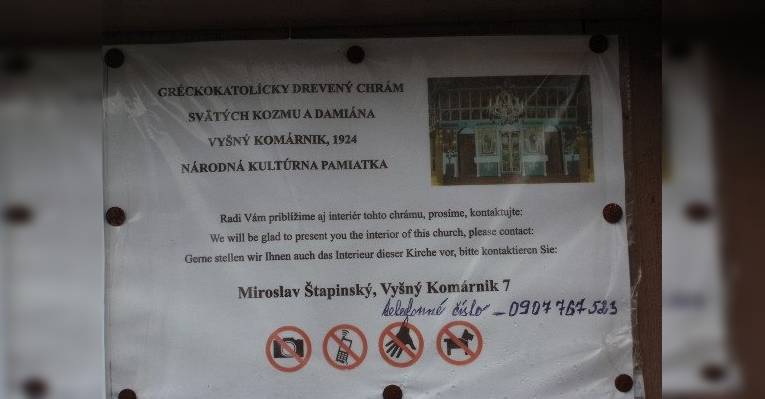 GRÉCKOKATOLÍCKY DREVENÝ CHRÁM
SVÄTÝCH KOZMU A DAMIÁNA
VYŠNÝ KOMÁRNIK, 1924
NÁRODNÁ KULTÚRNA PAMIATKA
Radi Vám priblížime aj interiér tohto chrámu, prosíme, kontaktujte:
We will be glad to present you the interior of this church, please contact:
Gerne stellen wir Ihnen auch das Interieur dieser Kirche vor, bitte kontaktieren Sie:
Miroslav Štapinský, Vyšný Komárnik 7
telefonné číslo – 0907 767 523